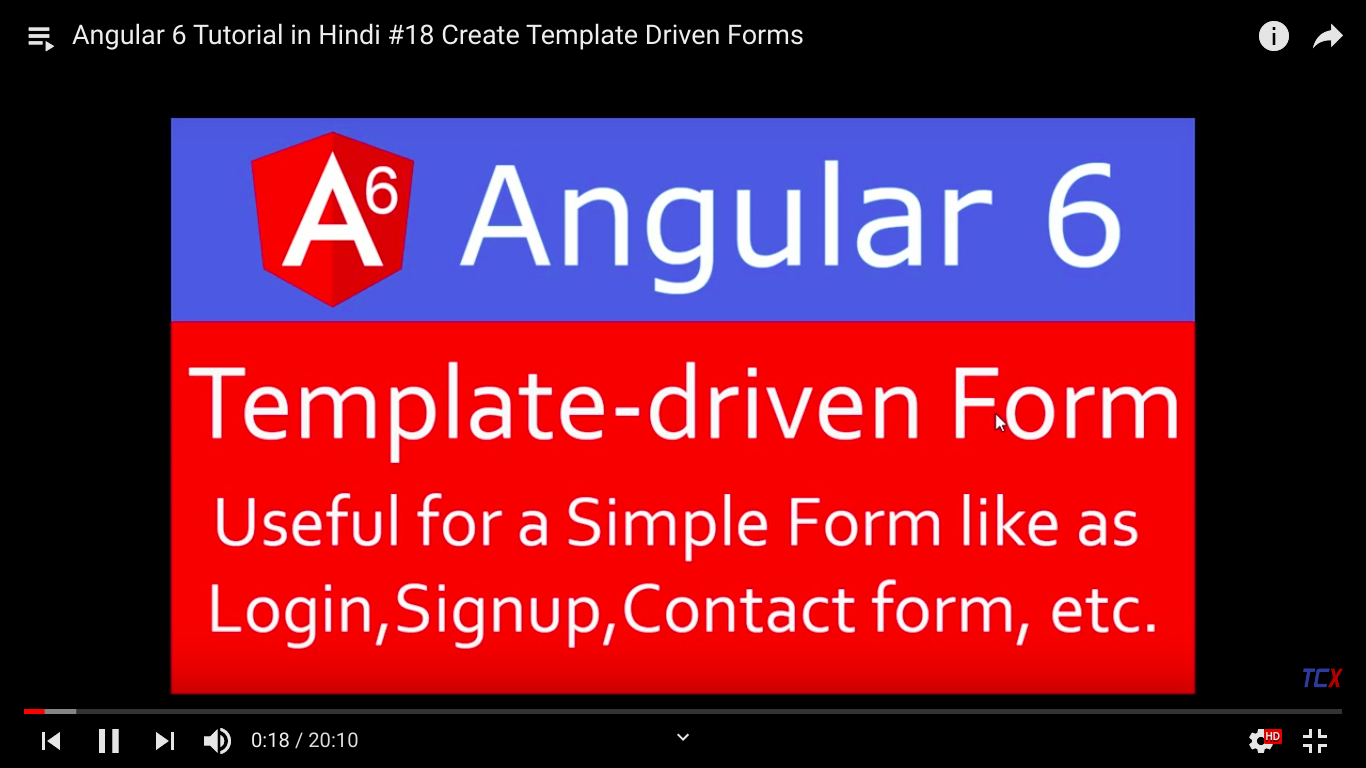 Angular 6 Tutorial in Hindi #18 Create Template Driven Forms
A6 Angular 6
Template-driven Form
Useful for a Simple Form like as
Login,Signup,Contact form, etc.
TCX
0:18 / 20:10
HD